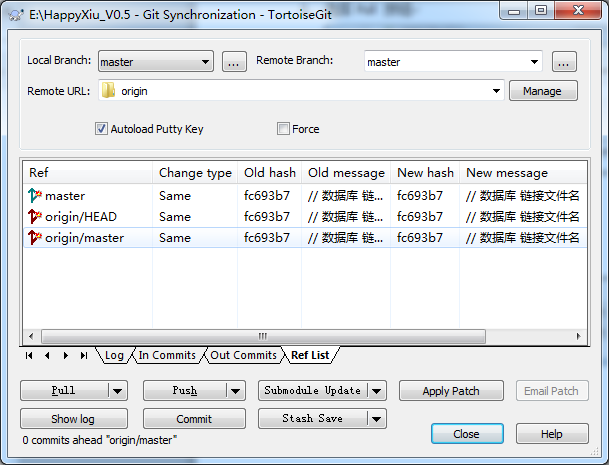 E:\HappyXiu_V0.5 - Git Synchronization - TortoiseGit
Local Branch: master ... Remote Branch: master ...
Remote URL: origin Manage
Autoload Putty Key Force
Ref Change type Old hash Old message New hash New message
master Same fc693b7 // 数据库 链... fc693b7 // 数据库 链接文件名
origin/HEAD Same fc693b7 // 数据库 链... fc693b7 // 数据库 链接文件名
origin/master Same fc693b7 // 数据库 链... fc693b7 // 数据库 链接文件名
Log In Commits Out Commits Ref List
Pull Push Submodule Update Apply Patch Email Patch
Show log Commit Stash Save
0 commits ahead "origin/master" Close Help